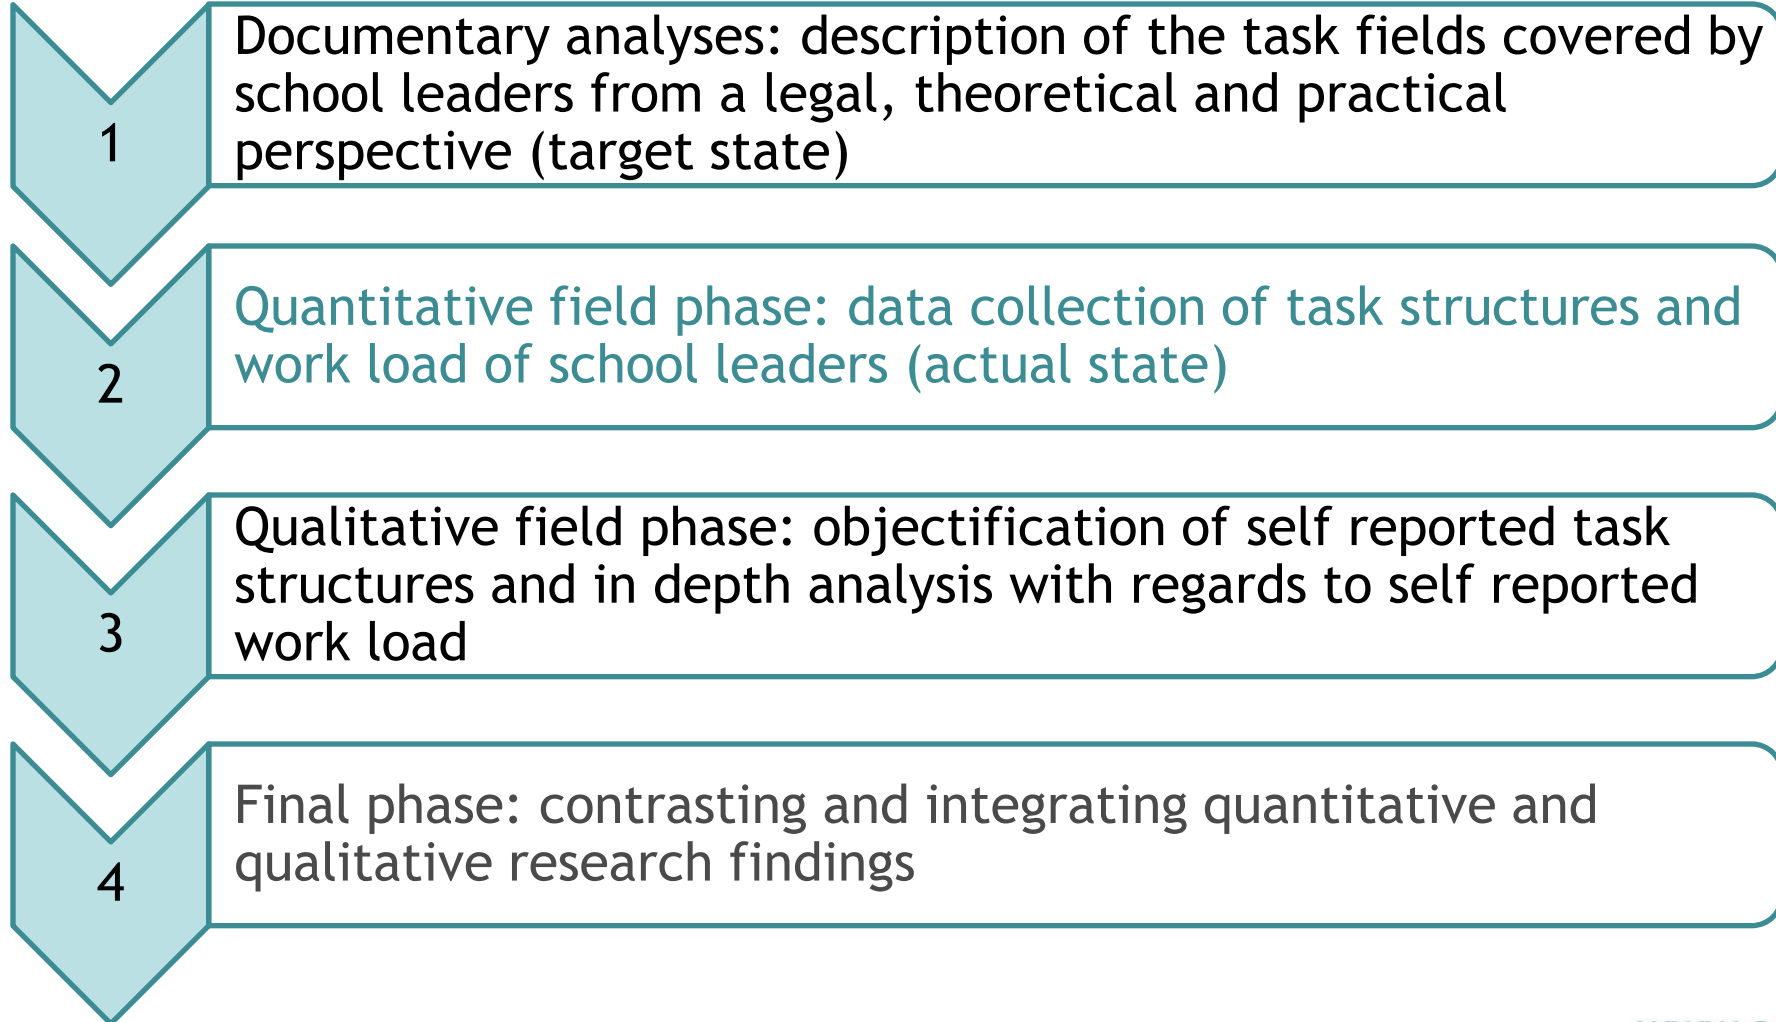 1
Documentary analyses: description of the task fields covered by
school leaders from a legal, theoretical and practical
perspective (target state)
2
Quantitative field phase: data collection of task structures and
work load of school leaders (actual state)
3
Qualitative field phase: objectification of self reported task
structures and in depth analysis with regards to self reported
work load
4
Final phase: contrasting and integrating quantitative and
qualitative research findings